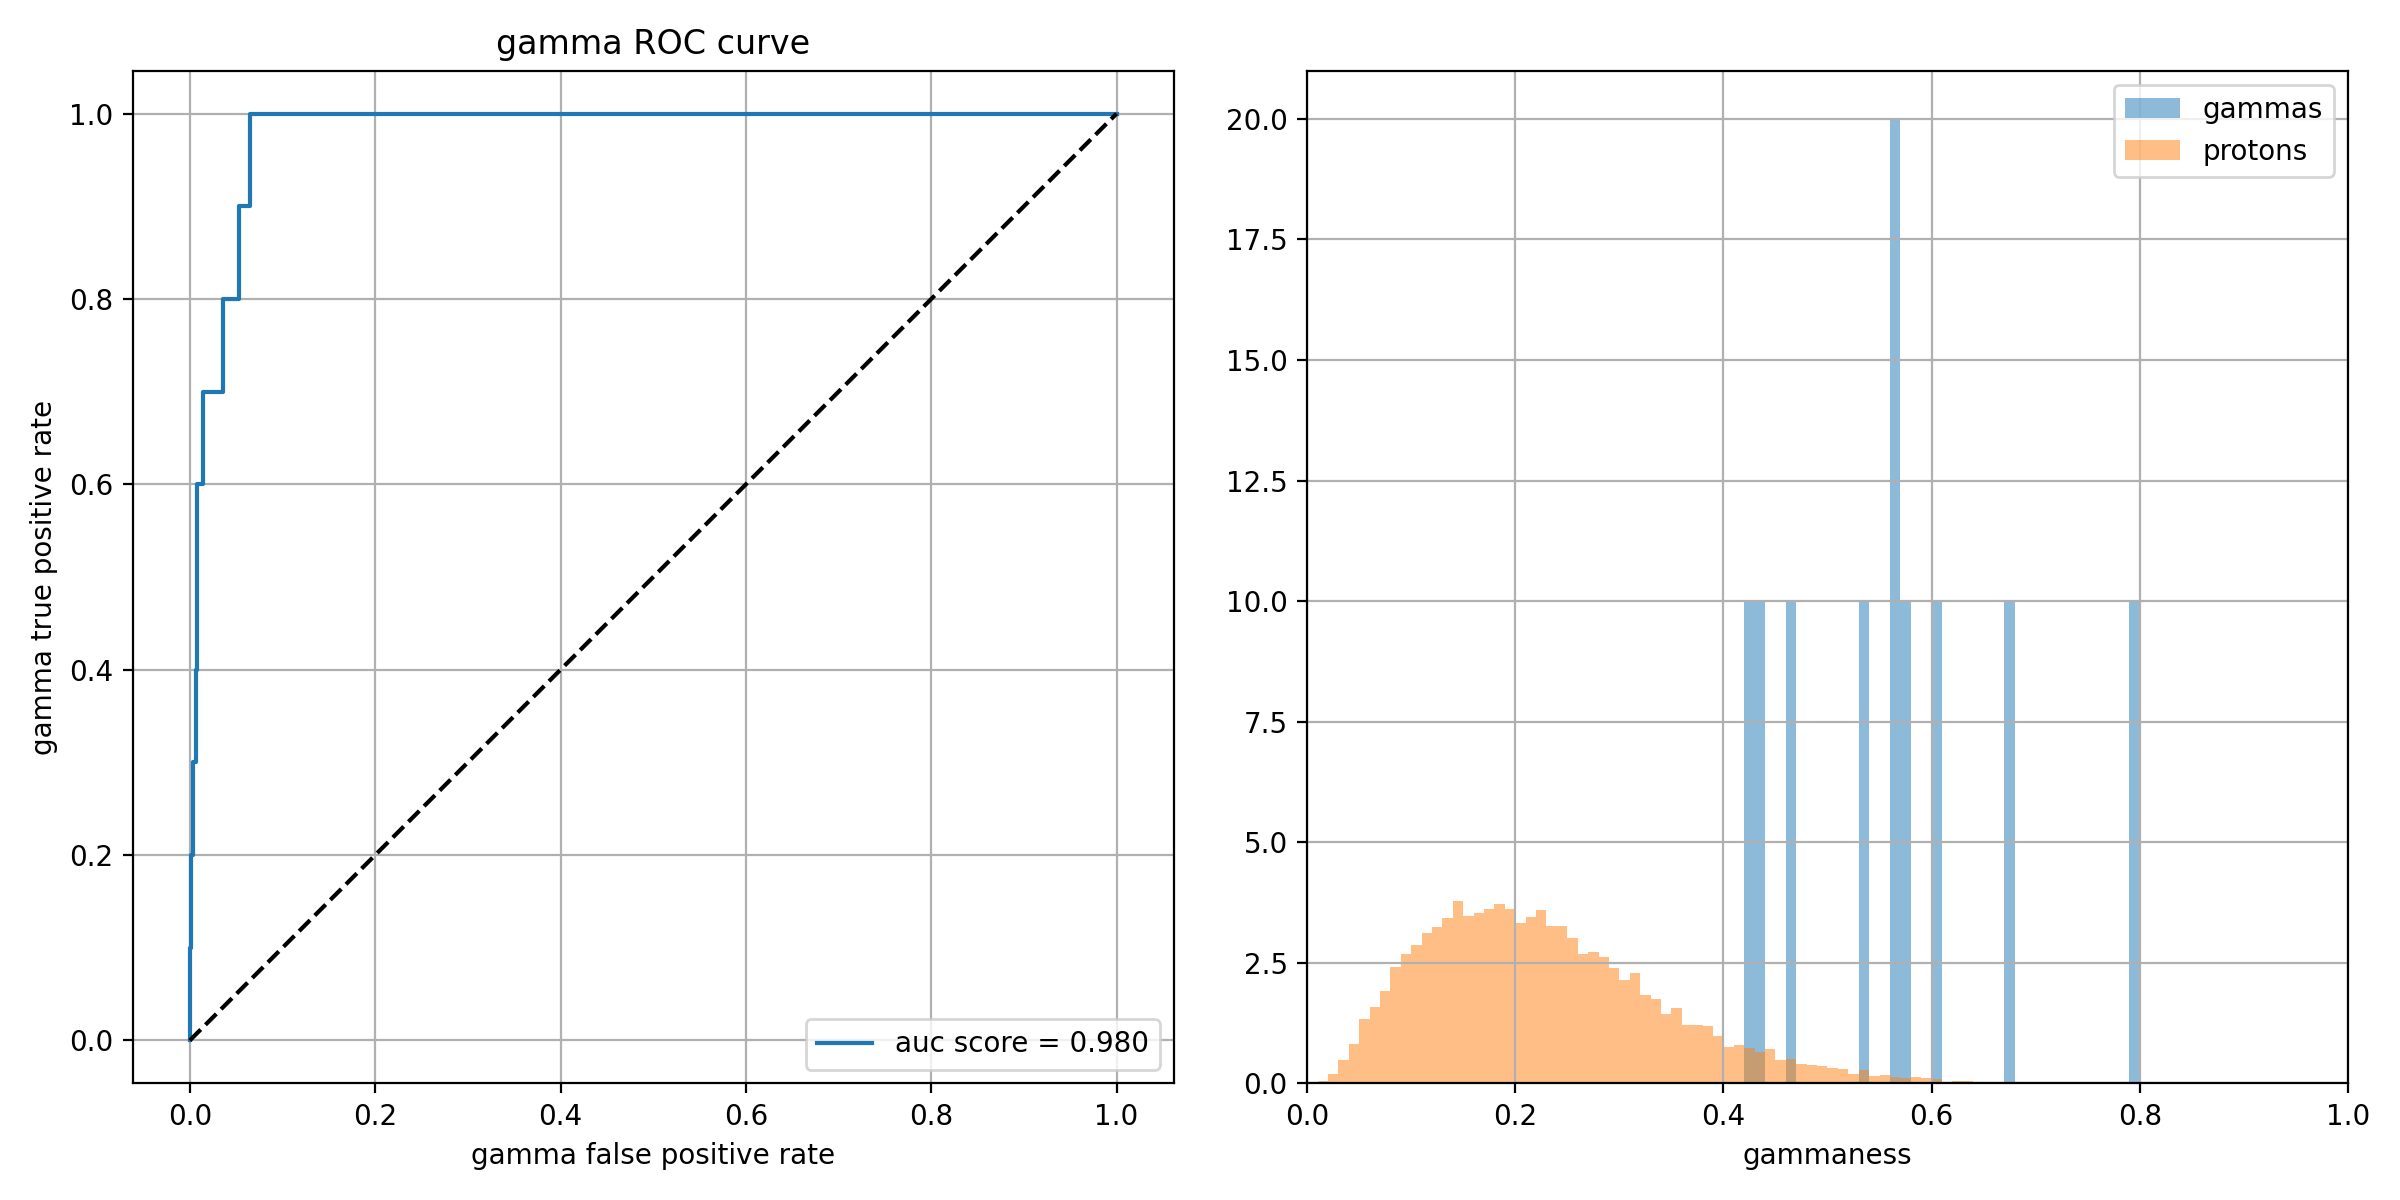 gamma ROC curve
gamma true positive rate
1.0
0.8
0.6
0.4
0.2
0.0
0.0 0.2 0.4 0.6 0.8 1.0
gamma false positive rate
auc score = 0.980
20.0
17.5
15.0
12.5
10.0
7.5
5.0
2.5
0.0
0.0 0.2 0.4 0.6 0.8 1.0
gammaness
gammas
protons